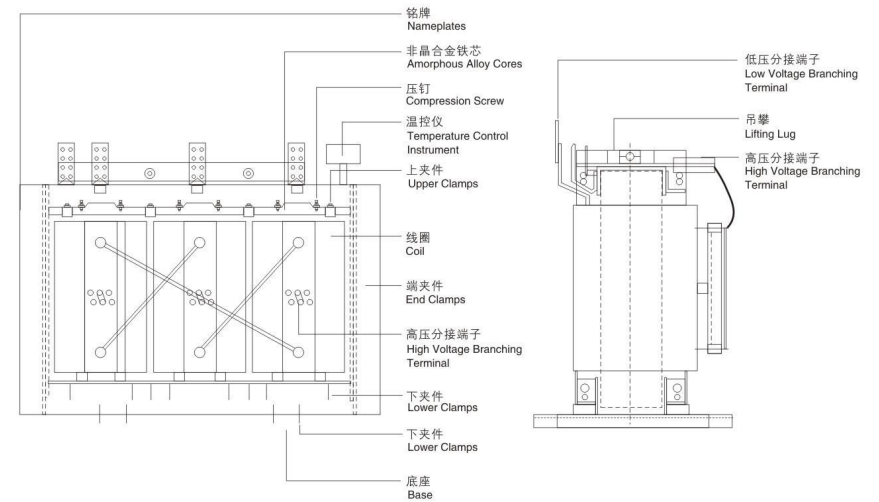 铭牌
Nameplates
非晶合金铁芯
Amorphous Alloy Cores
压钉
Compression Screw
温控仪
Temperature Control
Instrument
上夹件
Upper Clamps
线圈
Coil
端夹件
End Clamps
高压分接端子
High Voltage Branching
Terminal
下夹件
Lower Clamps
下夹件
Lower Clamps
底座
Base
低压分接端子
Low Voltage Branching
Terminal
吊攀
Lifting Lug
高压分接端子
High Voltage Branching
Terminal